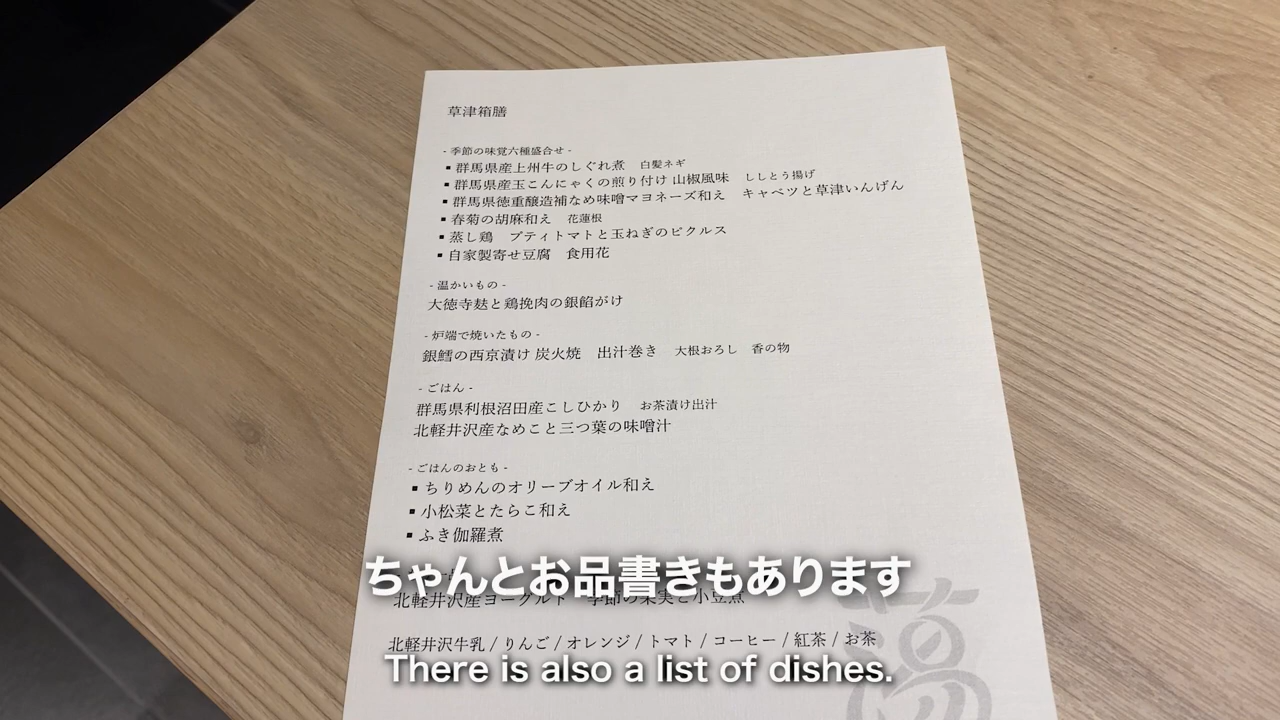 草津箱膳
- 季節の味覚六種盛合せ -
▪ 群馬県産上州牛のしぐれ煮　白髪ネギ
▪ 群馬県産玉こんにゃくの煎り付け 山椒風味　ししとう揚げ
▪ 群馬県徳重醸造補なめ味噌マヨネーズ和え　キャベツと草津いんげん
▪ 春菊の胡麻和え　花蓮根
▪ 蒸し鶏　プティトマトと玉ねぎのピクルス
▪ 自家製寄せ豆腐　食用花
- 温かいもの -
大徳寺麸と鶏挽肉の銀餡がけ
- 炉端で焼いたもの -
銀鱈の西京漬け 炭火焼　出汁巻き　大根おろし　香の物
- ごはん -
群馬県利根沼田産こしひかり　お茶漬け出汁
北軽井沢産なめこと三つ葉の味噌汁
- ごはんのおとも -
▪ ちりめんのオリーブオイル和え
▪ 小松菜とたらこ和え
▪ ふき伽羅煮
ちゃんとお品書きもあります
北軽井沢産ヨーグルト　季節の果実と小豆煮
北軽井沢牛乳 / りんご / オレンジ / トマト / コーヒー / 紅茶 / お茶
There is also a list of dishes.